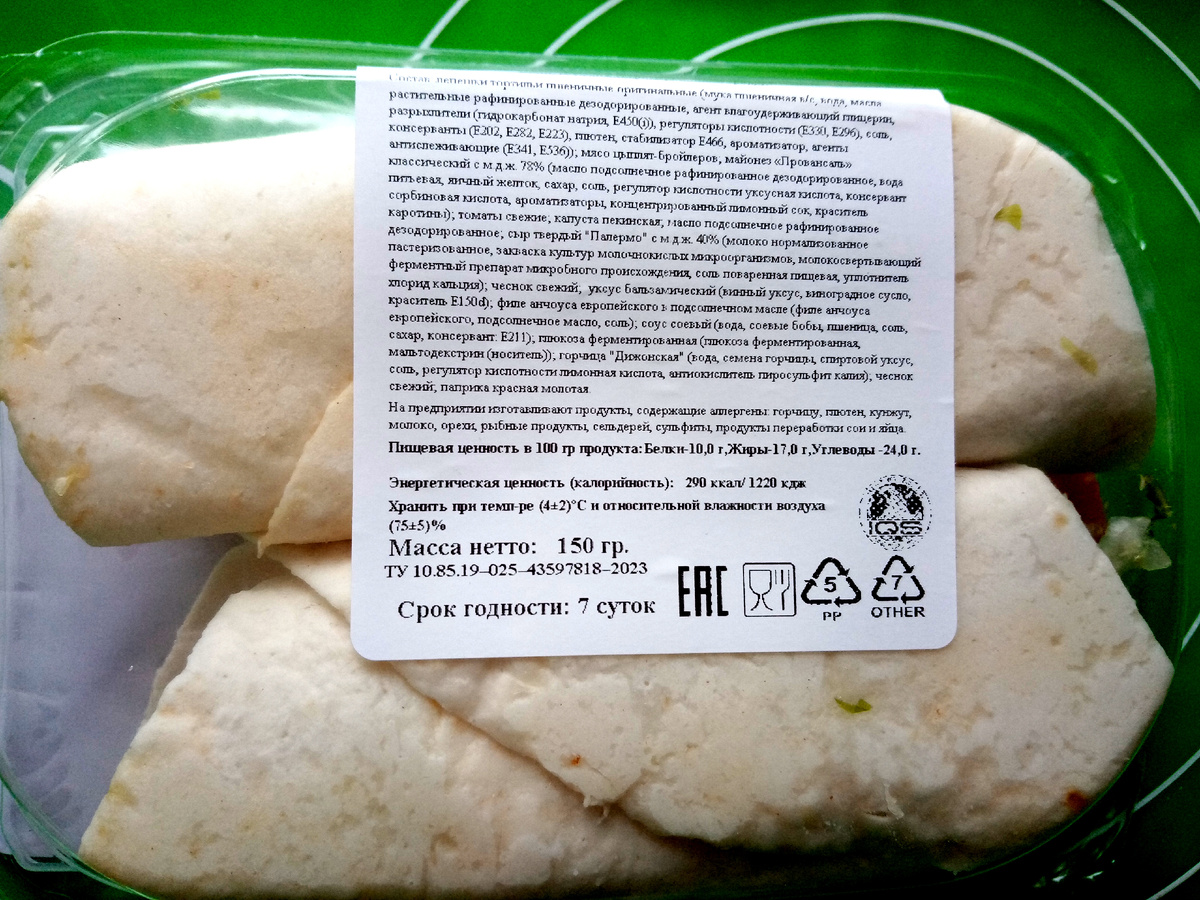 Состав: лепешки тортильи пшеничные оригинальные (мука пшеничная в/с, вода, масла
растительные рафинированные дезодорированные, агент влагоудерживающий глицерин,
разрыхлители (гидрокарбонат натрия, Е450(i)), регуляторы кислотности (Е330, Е296), соль,
консерванты (Е202, Е282, Е223), глютен, стабилизатор Е466, ароматизатор, агенты
антислеживающие (Е341, Е536)); мясо цыплят-бройлеров, майонез «Провансаль»
классический с м.д.ж. 78% (масло подсолнечное рафинированное дезодорированное, вода
питьевая, яичный желток, сахар, соль, регулятор кислотности уксусная кислота, консервант
сорбиновая кислота, ароматизаторы, концентрированный лимонный сок, краситель
каротины); томаты свежие; капуста пекинская; масло подсолнечное рафинированное
дезодорированное; сыр твердый "Палермо" с м.д.ж. 40% (молоко нормализованное
пастеризованное, закваска культур молочнокислых микроорганизмов, молокосвертывающий
ферментный препарат микробного происхождения, соль поваренная пищевая, уплотнитель
хлорид кальция); чеснок свежий; уксус бальзамический (винный уксус, виноградное сусло,
краситель Е150d); филе анчоуса европейского в подсолнечном масле (филе анчоуса
европейского, подсолнечное масло, соль); соус соевый (вода, соевые бобы, пшеница, соль,
сахар, консервант: Е211); глюкоза ферментированная (глюкоза ферментированная,
мальтодекстрин (носитель)); горчица "Дижонская" (вода, семена горчицы, спиртовой уксус,
соль, регулятор кислотности лимонная кислота, антиокислитель пиросульфит калия); чеснок
свежий; паприка красная молотая.
На предприятии изготавливают продукты, содержащие аллергены: горчицу, глютен, кунжут,
молоко, орехи, рыбные продукты, сельдерей, сульфиты, продукты переработки сои и яйца.
Пищевая ценность в 100 гр продукта: Белки-10,0 г,Жиры-17,0 г,Углеводы -24,0 г.
Энергетическая ценность (калорийность): 290 ккал/ 1220 кдж
Хранить при темп-ре (4±2)°С и относительной влажности воздуха
(75±5)%
IQS
Масса нетто: 150 гр.
ТУ 10.85.19–025–43597818–2023
Срок годности: 7 суток
EAC
5
PP
7
OTHER